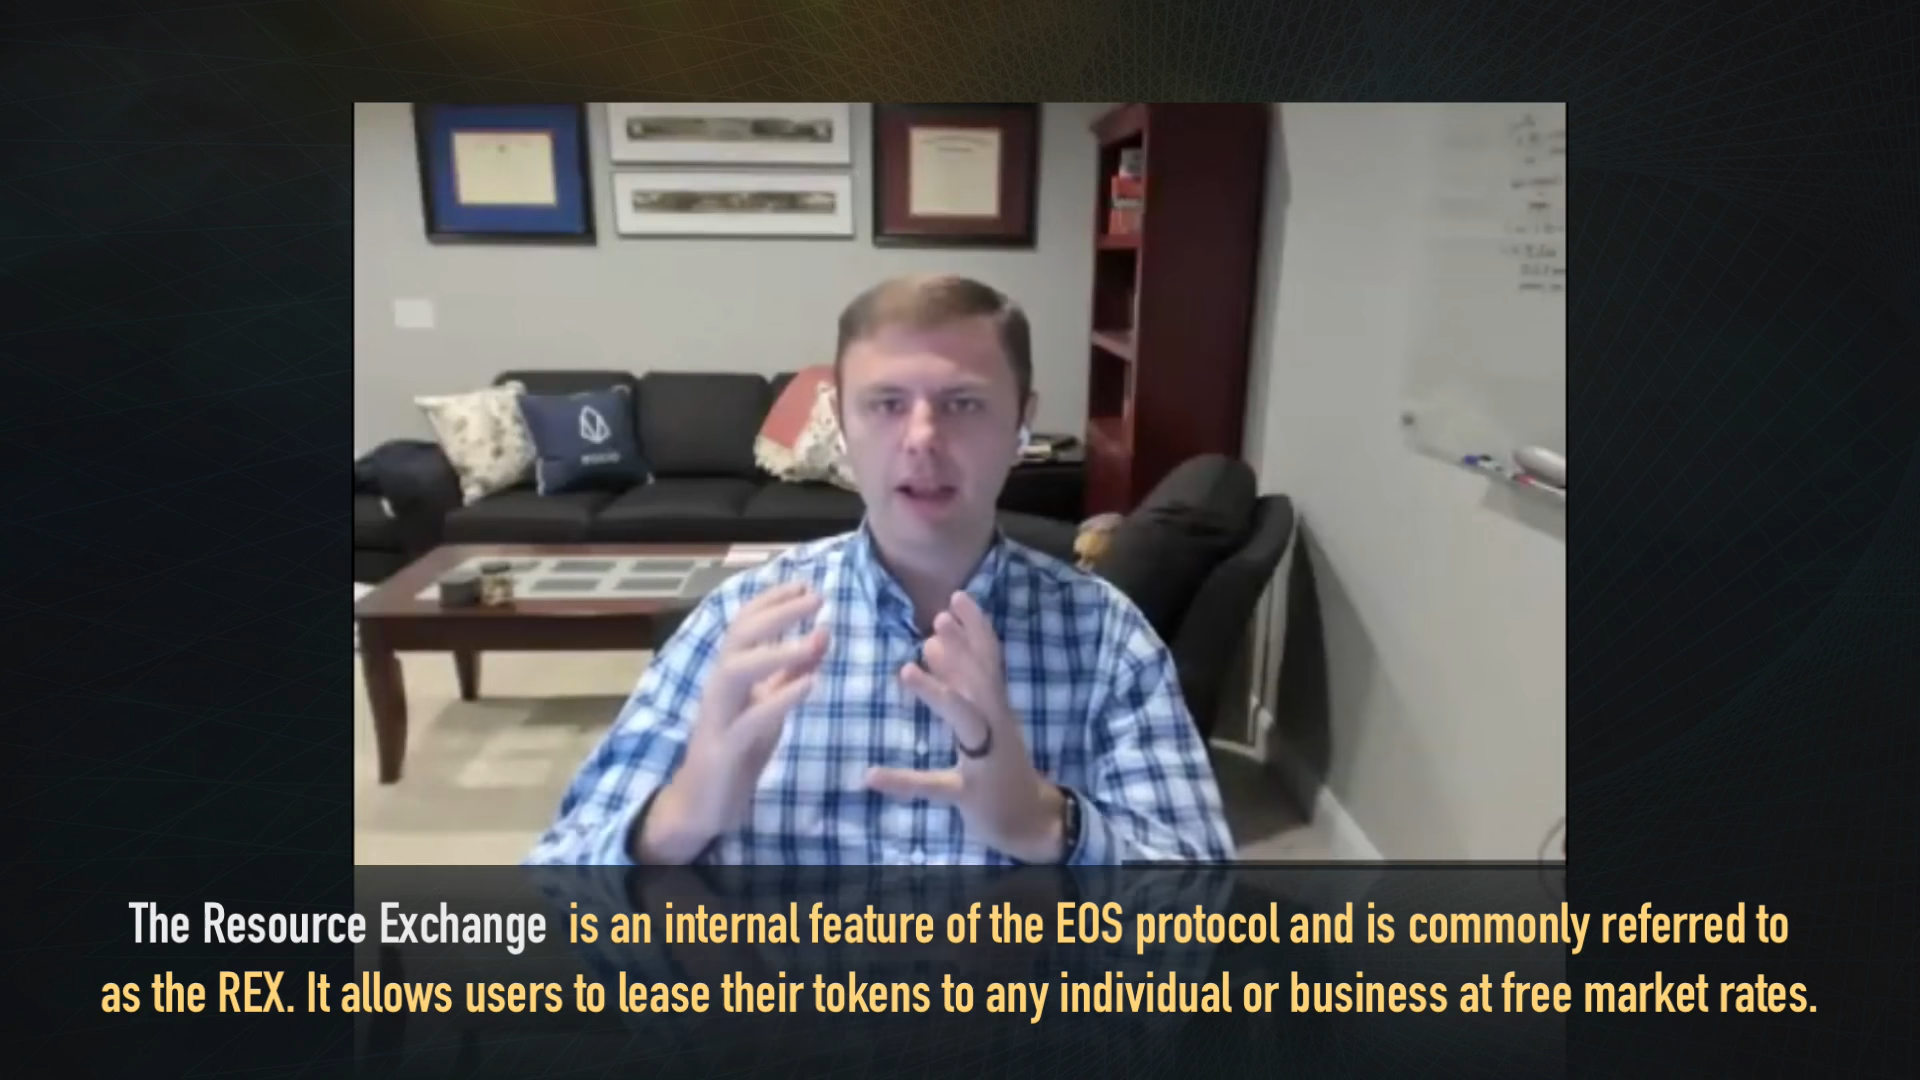 The Resource Exchange is an internal feature of the EOS protocol and is commonly referred to
as the REX. It allows users to lease their tokens to any individual or business at free market rates.